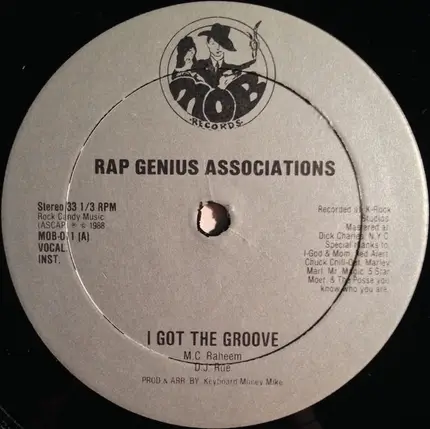 MOB
RECORDS
RAP GENIUS ASSOCIATIONS
Stereo 33 1/3 RPM
Rock Candy Music
(ASCAP) ℗ © 1988
MOB-011 (A)
VOCAL.
INST.
Recorded at K-Rock
Studios
Mastered at
Dick Charles, N.Y.C
Special thanks to
I-God & Mom, Red Alert,
Chuck Chill-Out, Marley
Marl, Mr. Magic 5 Star
Moet, & The Posse you
know who you are.
I GOT THE GROOVE
M.C. Raheem
D.J. Rue
PROD & ARR BY Keyboard Money Mike